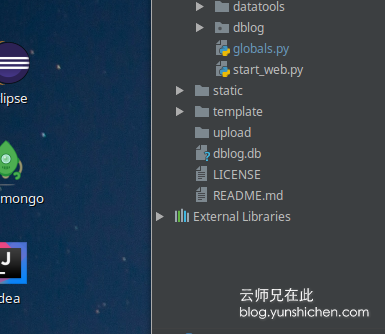 datatools
dblog
globals.py
start_web.py
static
template
upload
dblog.db
LICENSE
README.md
External Libraries
lipse
mongo
dea
云师兄在此
blog.yunshichen.com